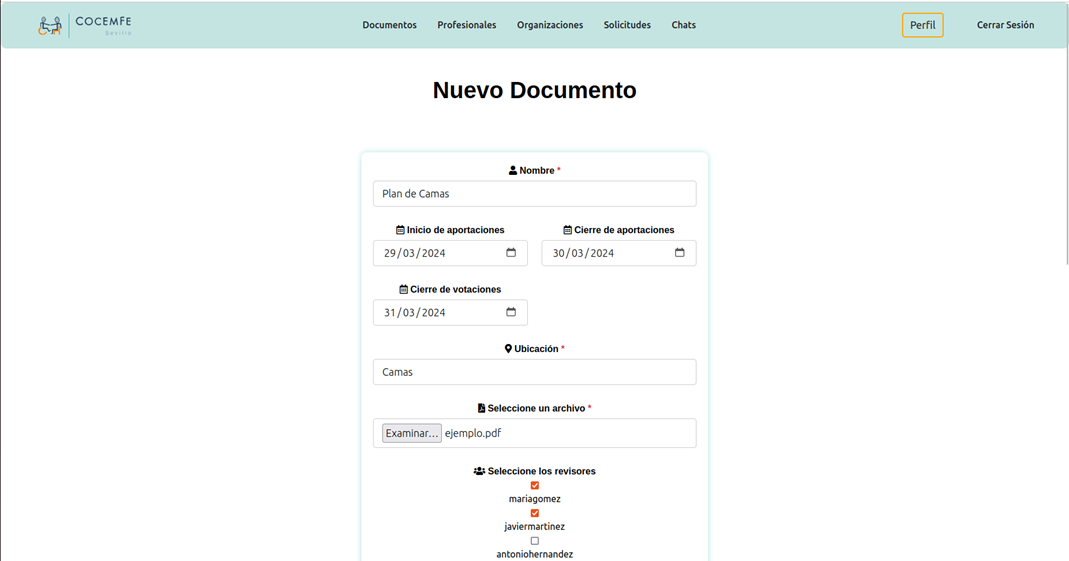 COCEMFE
Sevilla
Documentos Profesionales Organizaciones Solicitudes Chats Perfil Cerrar Sesión
Nuevo Documento
Nombre *
Plan de Camas
Inicio de aportaciones Cierre de aportaciones
29/03/2024 30/03/2024
Cierre de votaciones
31/03/2024
Ubicación *
Camas
Seleccione un archivo *
Examinar... ejemplo.pdf
Seleccione los revisores
mariagomez
javiermartinez
antoniohernandez